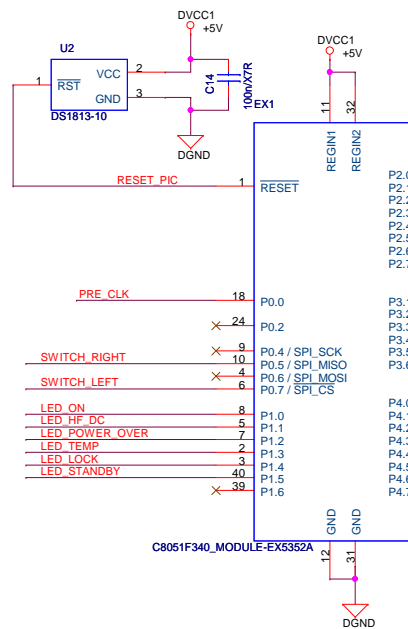 DVCC1
+5V
U2
1
RST
VCC
2
GND
3
DS1813-10
C14
100n/X7R
DGND
DVCC1
+5V
EX1
11
32
REGIN1
REGIN2
RESET_PIC
1
RESET
P2.0
P2.1
P2.2
P2.3
P2.4
P2.5
P2.6
P2.7
PRE_CLK
18
P0.0
P3.1
24
P0.2
P3.2
P3.3
P3.4
9
P0.4 / SPI_SCK
P3.5
SWITCH_RIGHT
10
P0.5 / SPI_MISO
P3.6
4
P0.6 / SPI_MOSI
SWITCH_LEFT
6
P0.7 / SPI_CS
LED_ON
8
P1.0
P4.0
LED_HF_DC
5
P1.1
P4.1
LED_POWER_OVER
7
P1.2
P4.2
LED_TEMP
2
P1.3
P4.3
LED_LOCK
3
P1.4
P4.4
LED_STANDBY
40
P1.5
P4.5
39
P1.6
P4.6
P4.7
GND
GND
12
31
C8051F340_MODULE-EX5352A
DGND